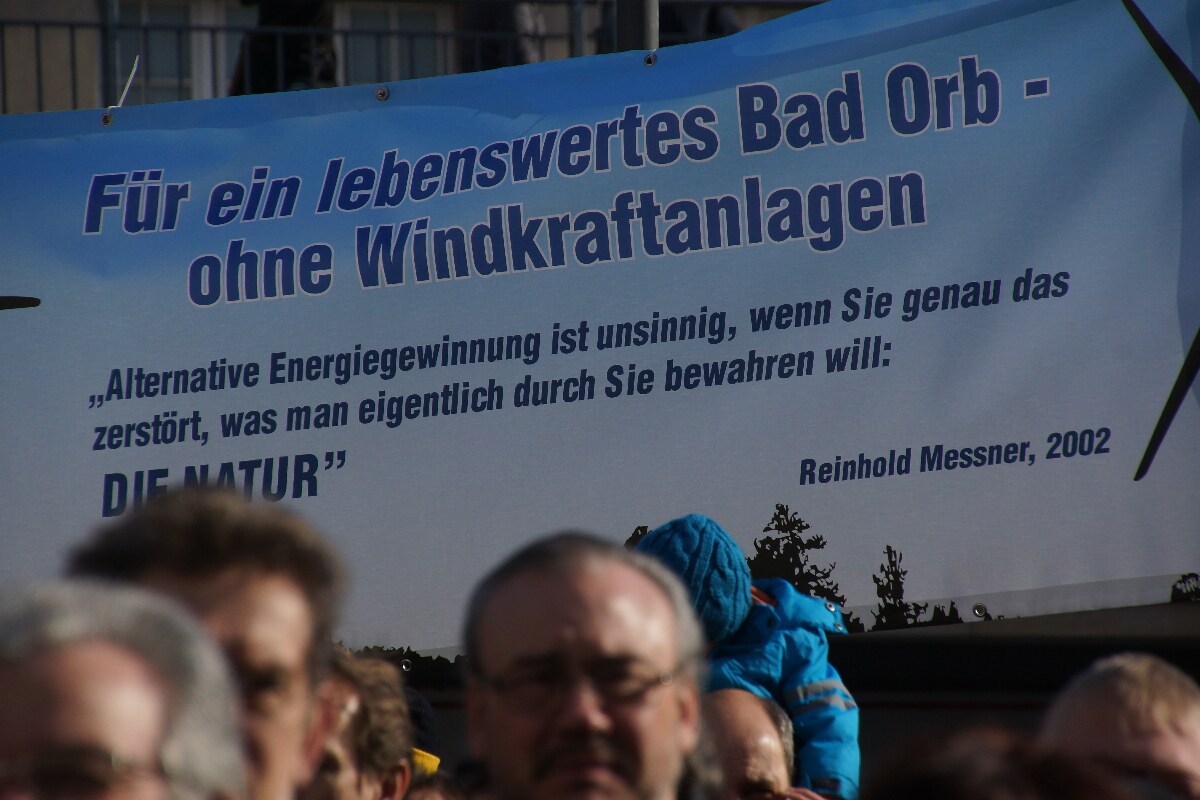 Für ein lebenswertes Bad Orb -
ohne Windkraftanlagen
„Alternative Energiegewinnung ist unsinnig, wenn Sie genau das
zerstört, was man eigentlich durch Sie bewahren will:
DIE NATUR”
Reinhold Messner, 2002